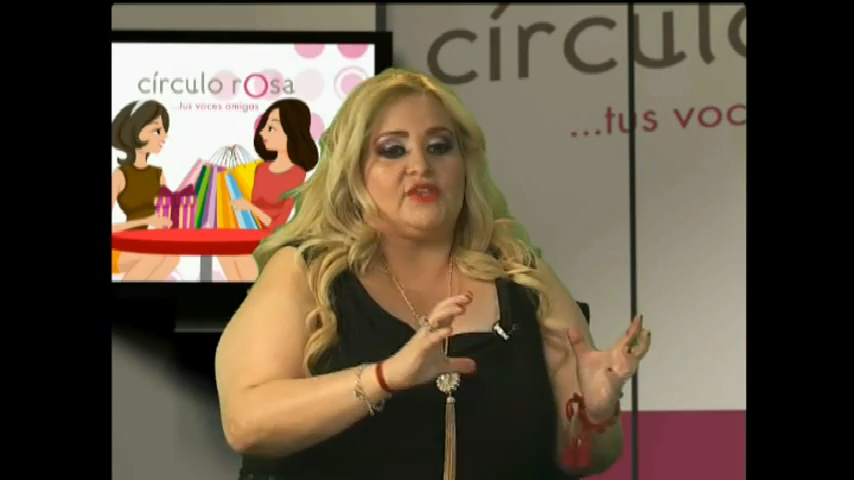 círculo rosa
...tus voces amigas
círculo
...tus voc